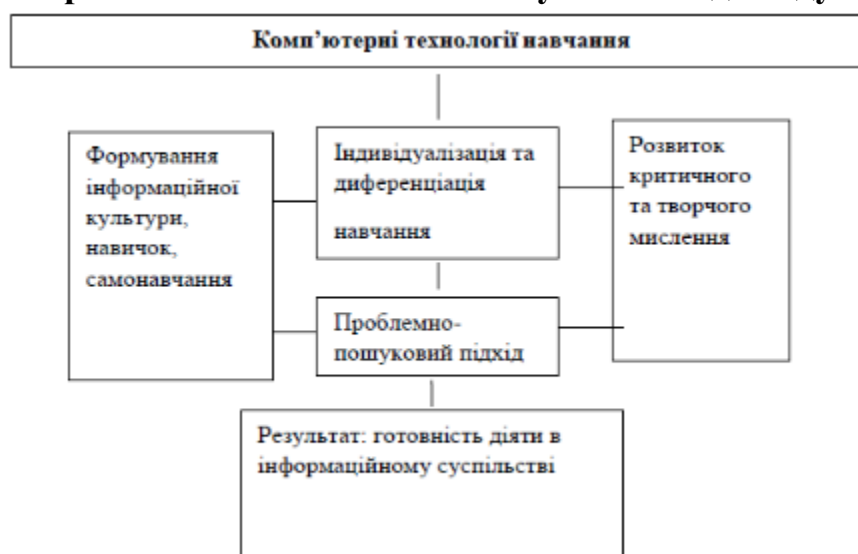 Комп’ютерні технології навчання
Формування
інформаційної
культури,
навичок,
самонавчання
Індивідуалізація та
диференціація
навчання
Розвиток
критичного
та творчого
мислення
Проблемно-
пошуковий підхід
Результат: готовність діяти в
інформаційному суспільстві